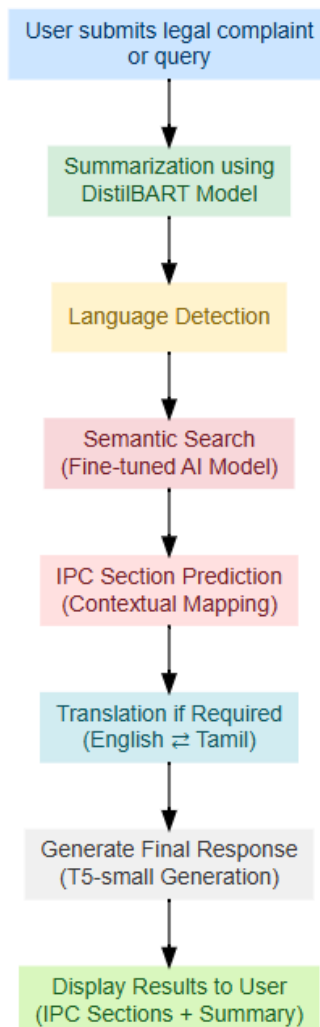 User submits legal complaint
or query
Summarization using
DistilBART Model
Language Detection
Semantic Search
(Fine-tuned AI Model)
IPC Section Prediction
(Contextual Mapping)
Translation if Required
(English ⇄ Tamil)
Generate Final Response
(T5-small Generation)
Display Results to User
(IPC Sections + Summary)